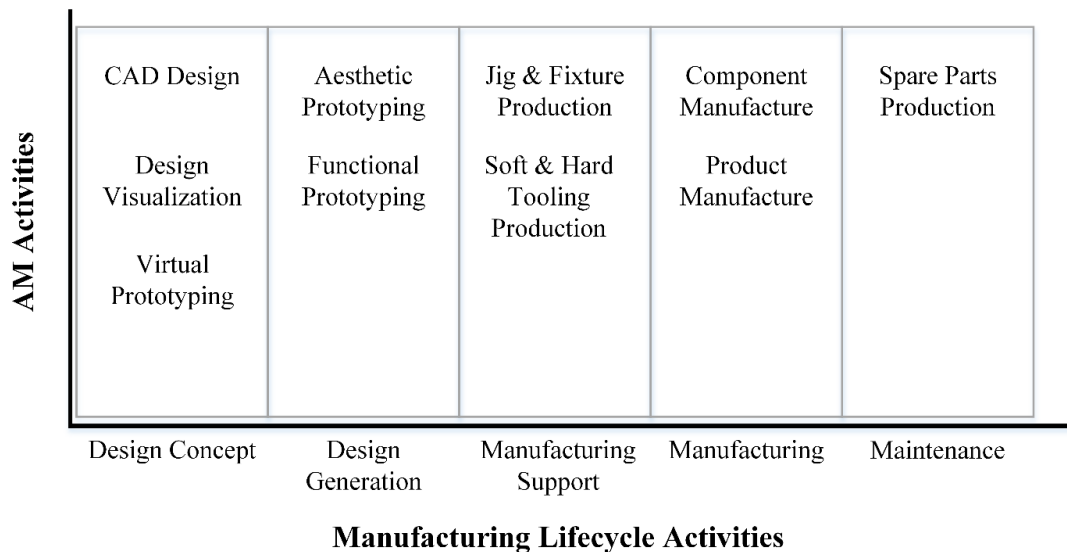 AM Activities
CAD Design
Design
Visualization
Virtual
Prototyping
Aesthetic
Prototyping
Functional
Prototyping
Jig & Fixture
Production
Soft & Hard
Tooling
Production
Component
Manufacture
Product
Manufacture
Spare Parts
Production
Design Concept
Design
Generation
Manufacturing
Support
Manufacturing
Maintenance
Manufacturing Lifecycle Activities